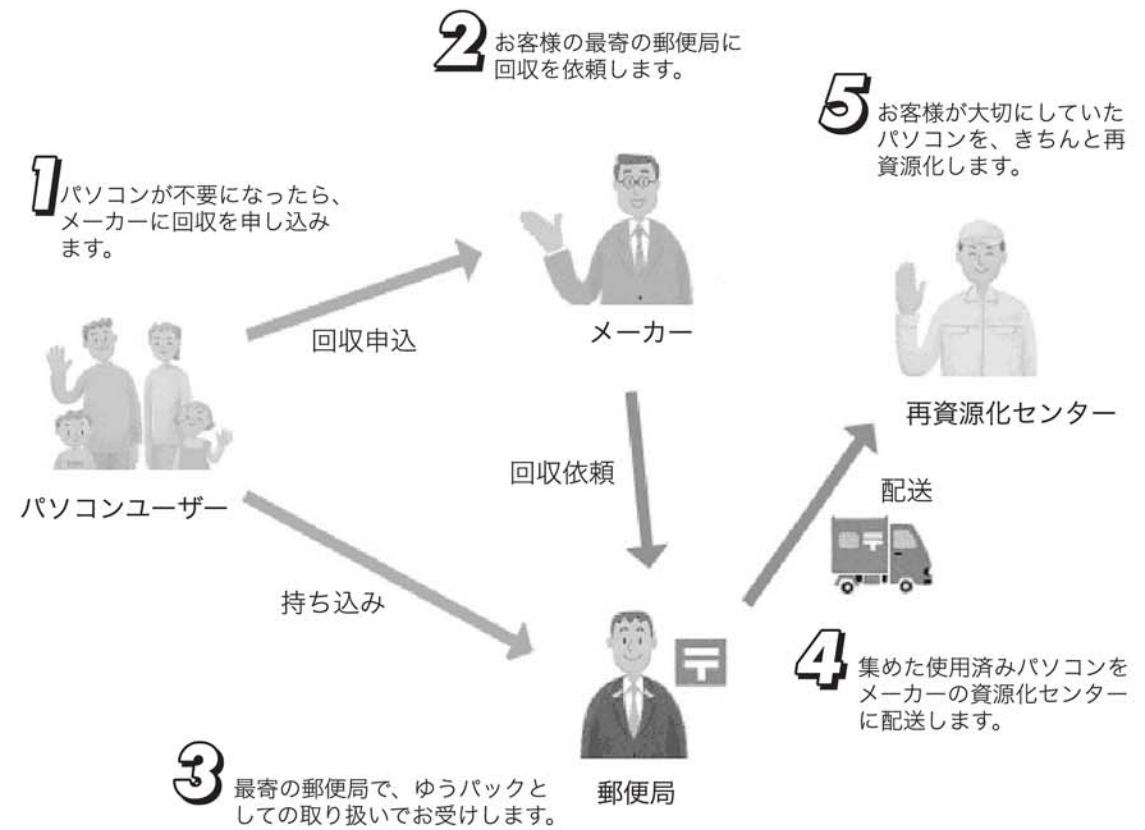 1
パソコンが不要になったら、
メーカーに回収を申し込み
ます。
2
お客様の最寄の郵便局に
回収を依頼します。
5
お客様が大切にしていた
パソコンを、きちんと再
資源化します。
回収申込
メーカー
パソコンユーザー
回収依頼
再資源化センター
配送
持ち込み
〒
〒
3
最寄の郵便局で、ゆうパックと
しての取り扱いでお受けします。
郵便局
4
集めた使用済みパソコンを
メーカーの資源化センター
に配送します。